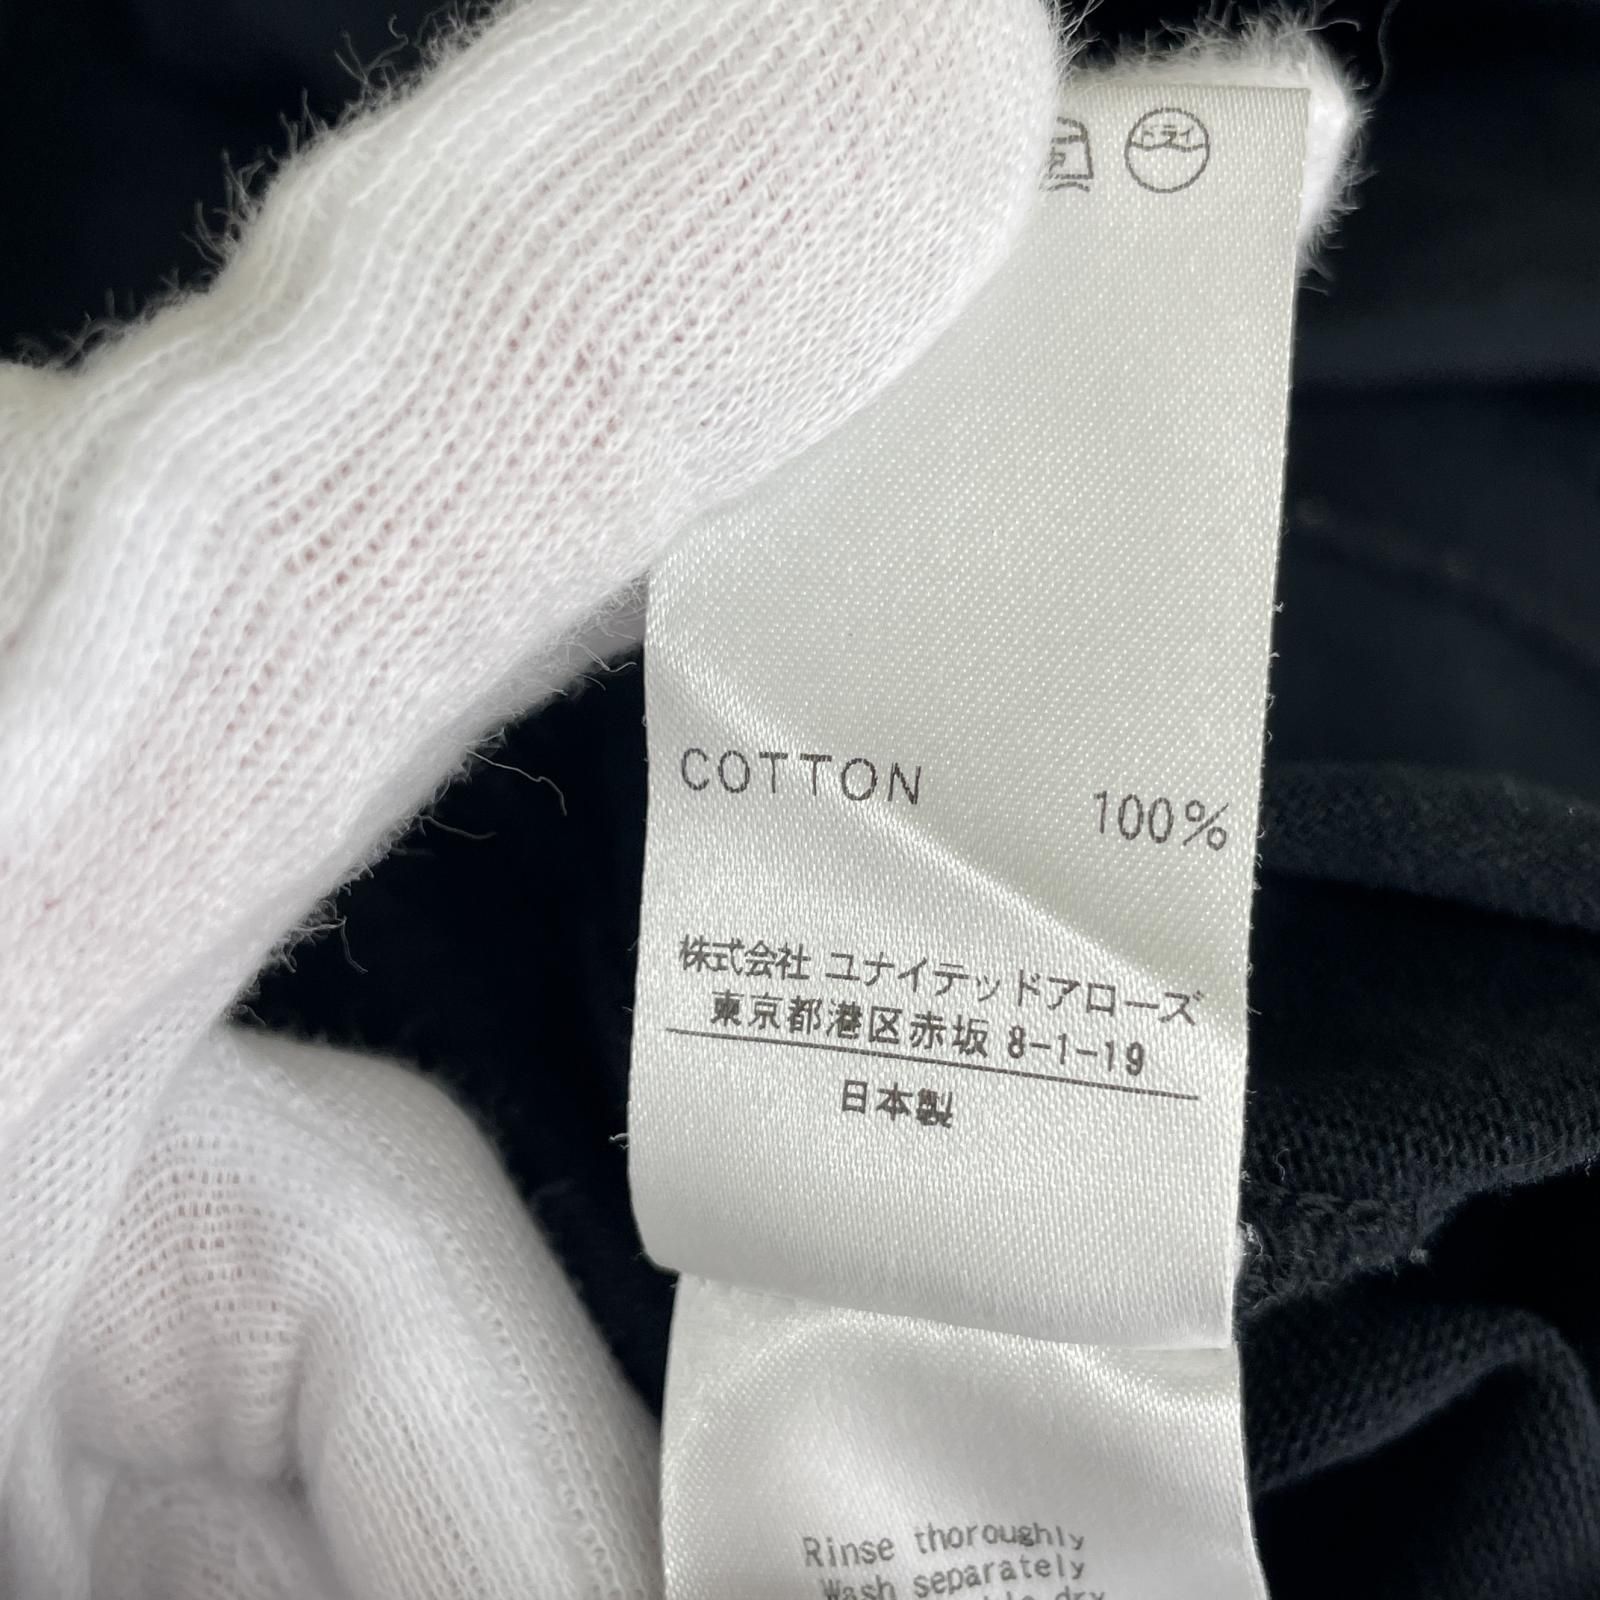 ドライ
COTTON 100%
株式会社 ユナイテッドアローズ
東京都港区赤坂 8-1-19
日本製
Rinse thoroughly
Wash separately
dry